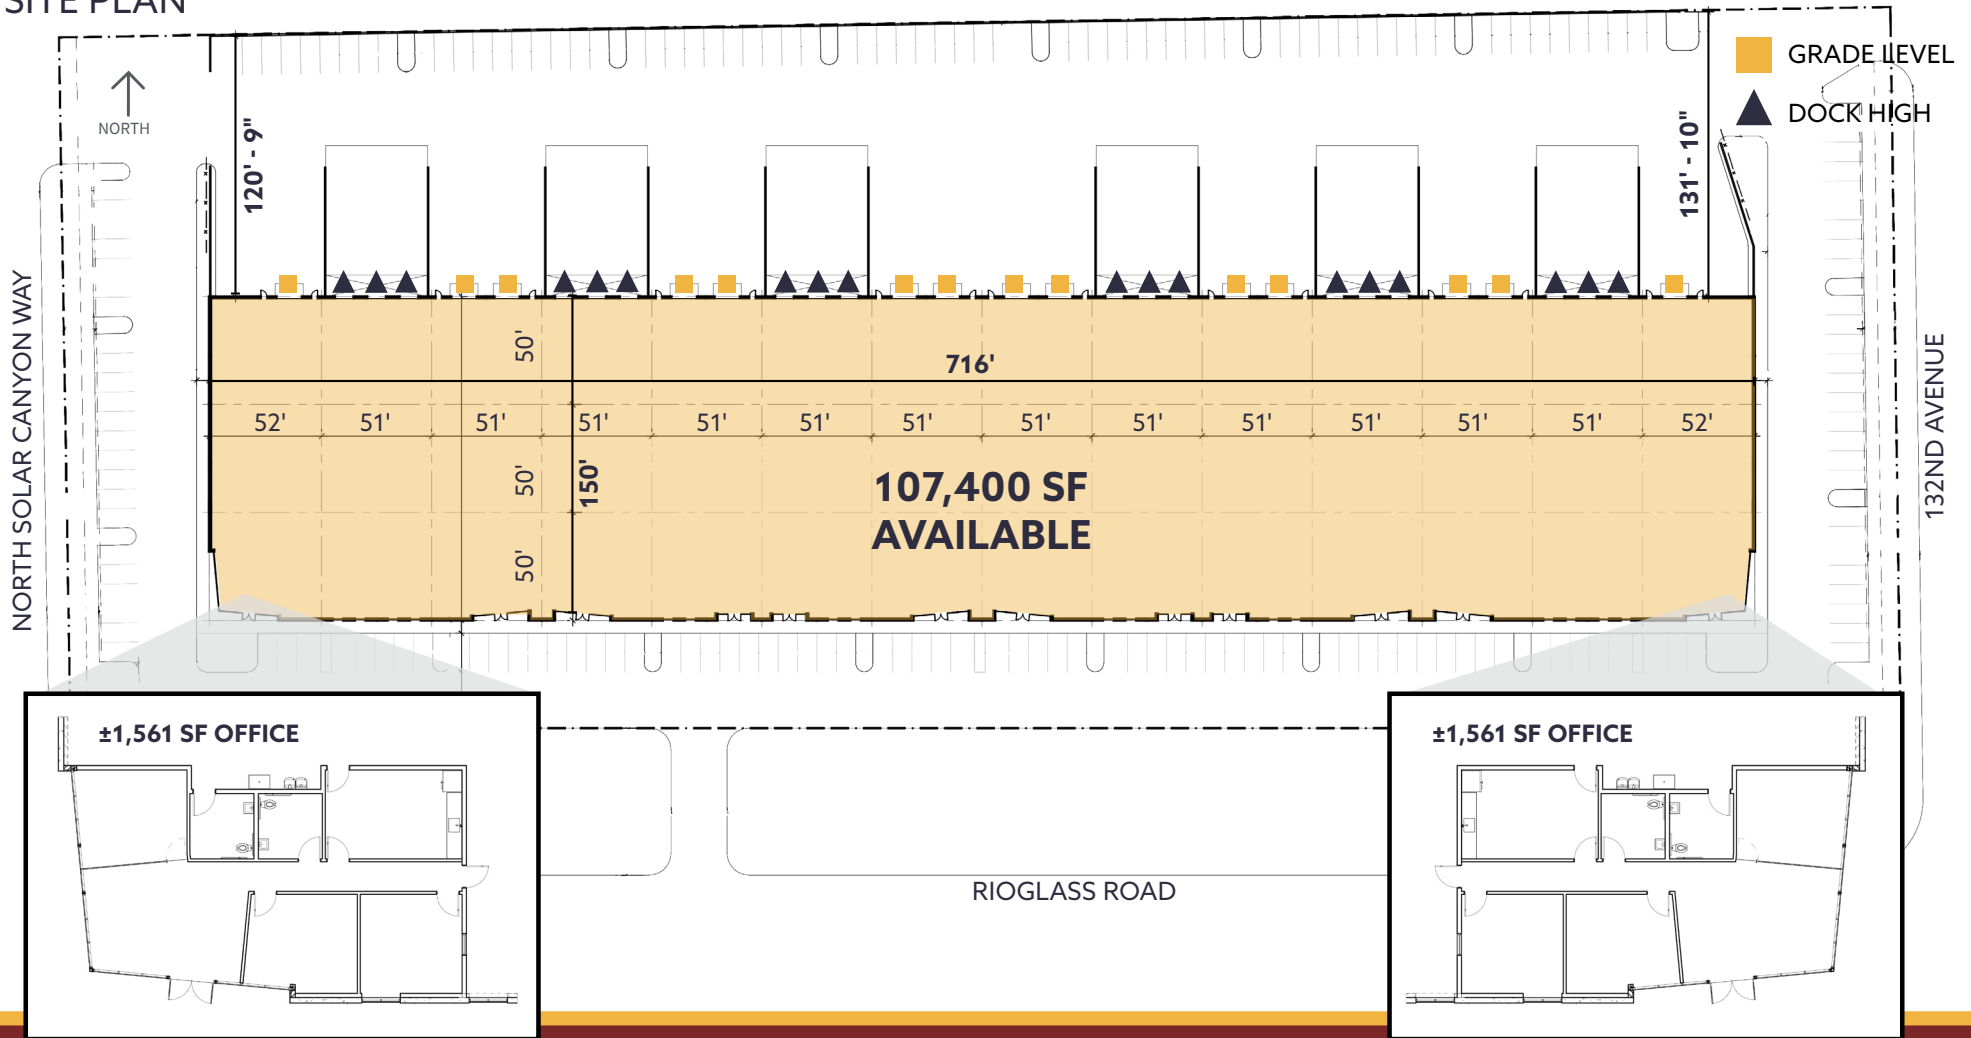 SITE PLAN
GRADE LEVEL
DOCK HIGH
NORTH
120' - 9"
131' - 10"
NORTH SOLAR CANYON WAY
132ND AVENUE
50'
716'
52'
51'
51'
51'
51'
51'
51'
51'
51'
51'
51'
51'
51'
52'
50'
150'
107,400 SF
AVAILABLE
50'
±1,561 SF OFFICE
±1,561 SF OFFICE
RIOGLASS ROAD